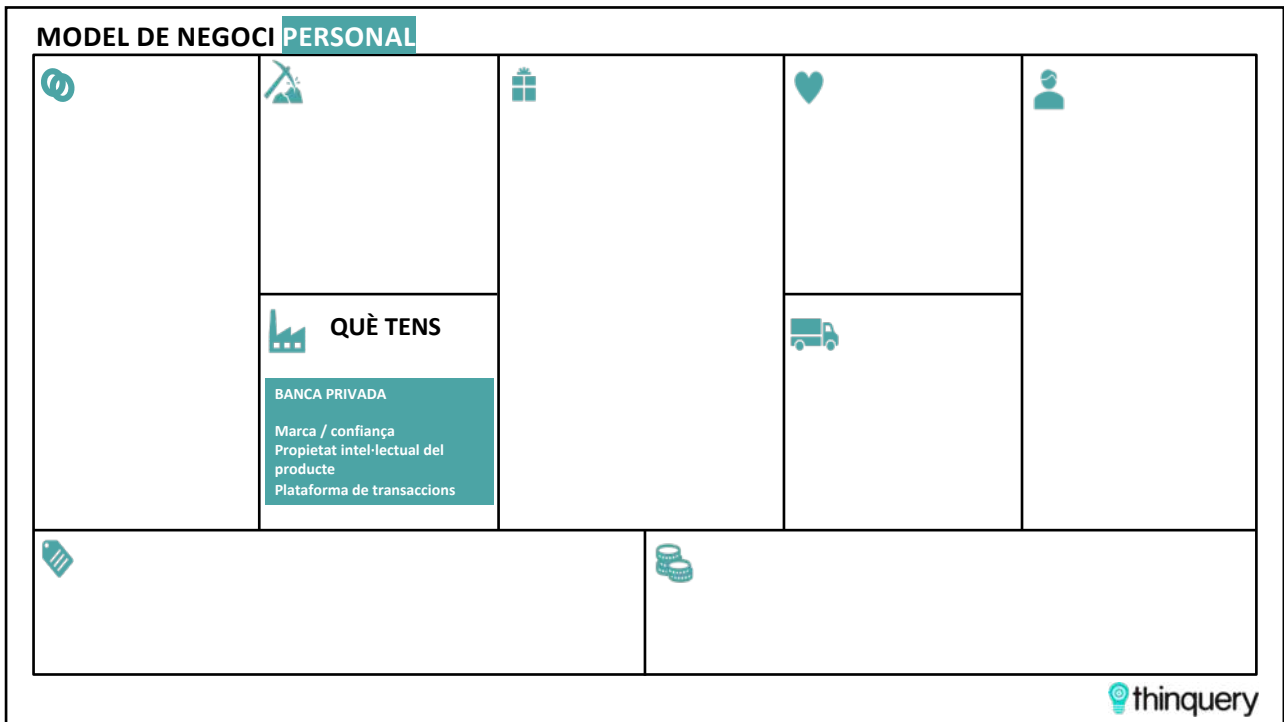 MODEL DE NEGOCI PERSONAL
QUÈ TENS
BANCA PRIVADA
Marca / confiança
Propietat intel·lectual del
producte
Plataforma de transaccions
thinquery